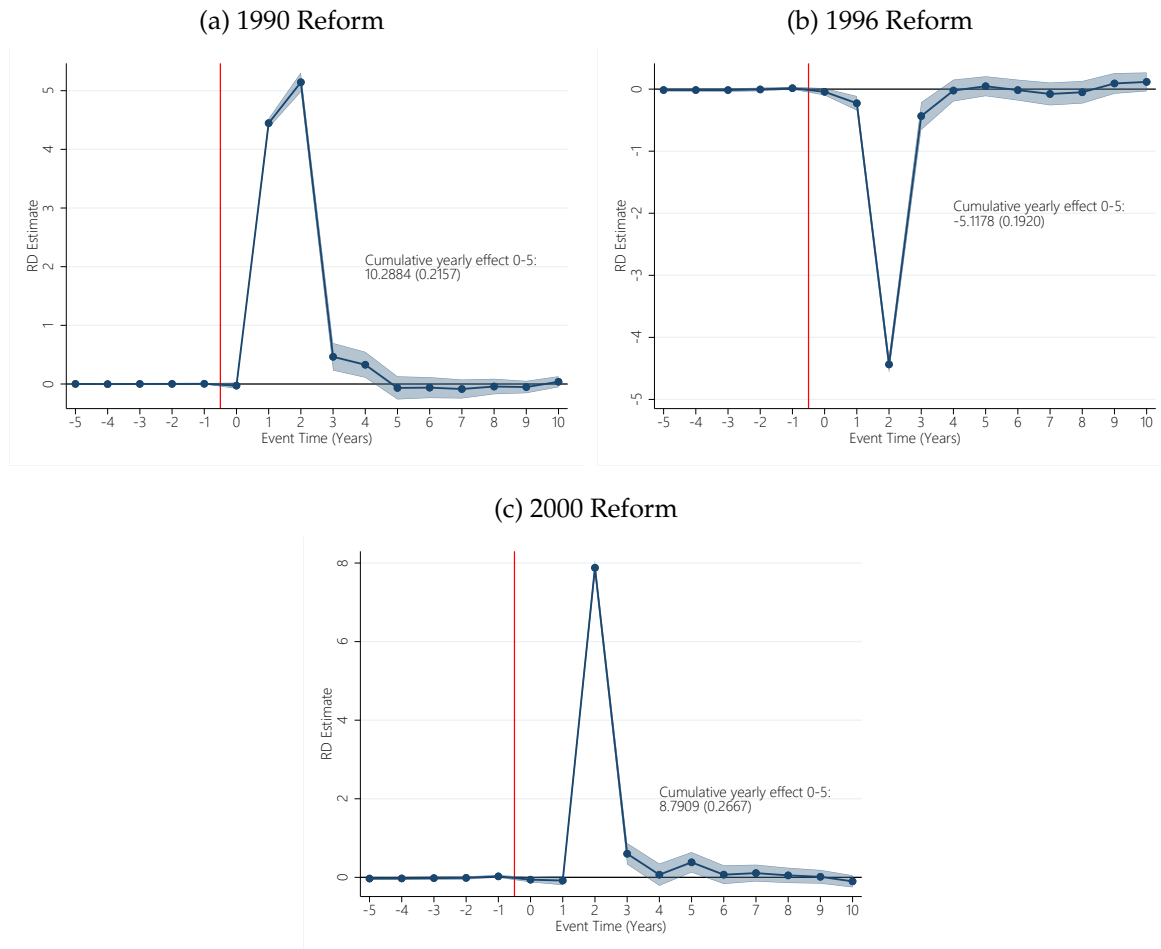 (a) 1990 Reform
RD Estimate
5
4
3
2
1
0
Cumulative yearly effect 0-5:
10.2884 (0.2157)
-5 -4 -3 -2 -1 0 1 2 3 4 5 6 7 8 9 10
Event Time (Years)
(b) 1996 Reform
RD Estimate
0
-1
-2
-3
-4
-5
Cumulative yearly effect 0-5:
-5.1178 (0.1920)
-5 -4 -3 -2 -1 0 1 2 3 4 5 6 7 8 9 10
Event Time (Years)
(c) 2000 Reform
RD Estimate
8
6
4
2
0
Cumulative yearly effect 0-5:
8.7909 (0.2667)
-5 -4 -3 -2 -1 0 1 2 3 4 5 6 7 8 9 10
Event Time (Years)